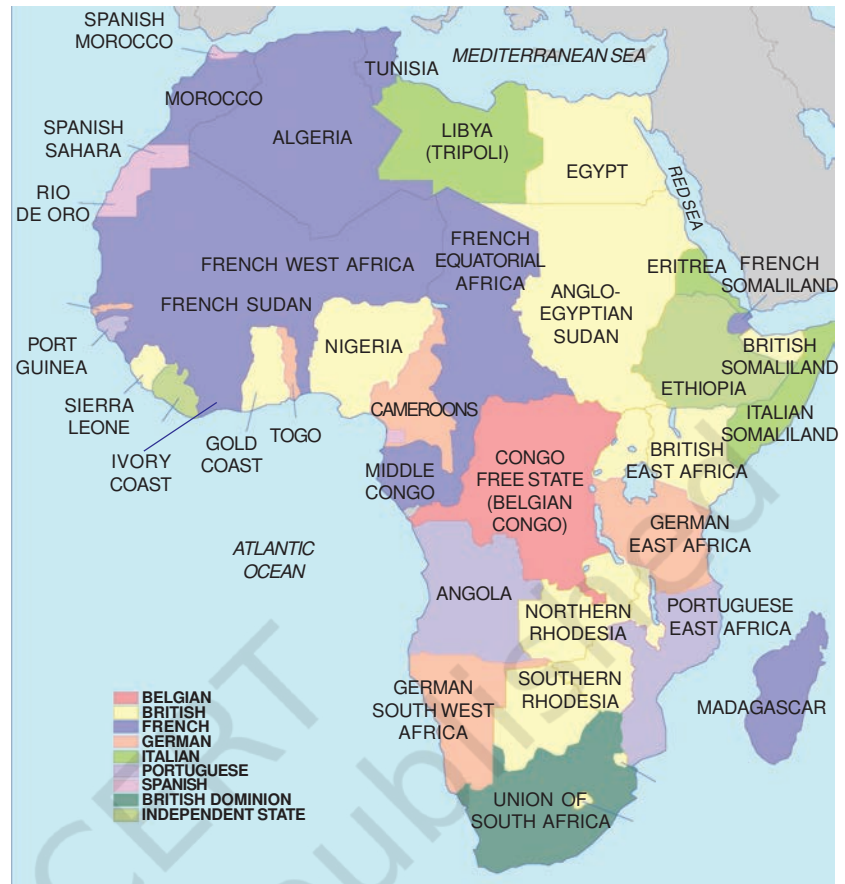 SPANISH
MOROCCO
MEDITERRANEAN SEA
TUNISIA
MOROCCO
ALGERIA
LIBYA
(TRIPOLI)
EGYPT
SPANISH
SAHARA
RIO
DE ORO
RED SEA
FRENCH WEST AFRICA
FRENCH
EQUATORIAL
AFRICA
ERITREA
FRENCH
SOMALILAND
FRENCH SUDAN
ANGLO-
EGYPTIAN
SUDAN
PORT
GUINEA
NIGERIA
BRITISH
SOMALILAND
ETHIOPIA
SIERRA
LEONE
IVORY
COAST
GOLD
COAST
TOGO
CAMEROONS
ITALIAN
SOMALILAND
BRITISH
EAST AFRICA
MIDDLE
CONGO
CONGO
FREE STATE
(BELGIAN
CONGO)
GERMAN
EAST AFRICA
ATLANTIC
OCEAN
ANGOLA
NORTHERN
RHODESIA
PORTUGUESE
EAST AFRICA
GERMAN
SOUTH WEST
AFRICA
SOUTHERN
RHODESIA
MADAGASCAR
UNION OF
SOUTH AFRICA
BELGIAN
BRITISH
FRENCH
GERMAN
ITALIAN
PORTUGUESE
SPANISH
BRITISH DOMINION
INDEPENDENT STATE
CERT
ublished